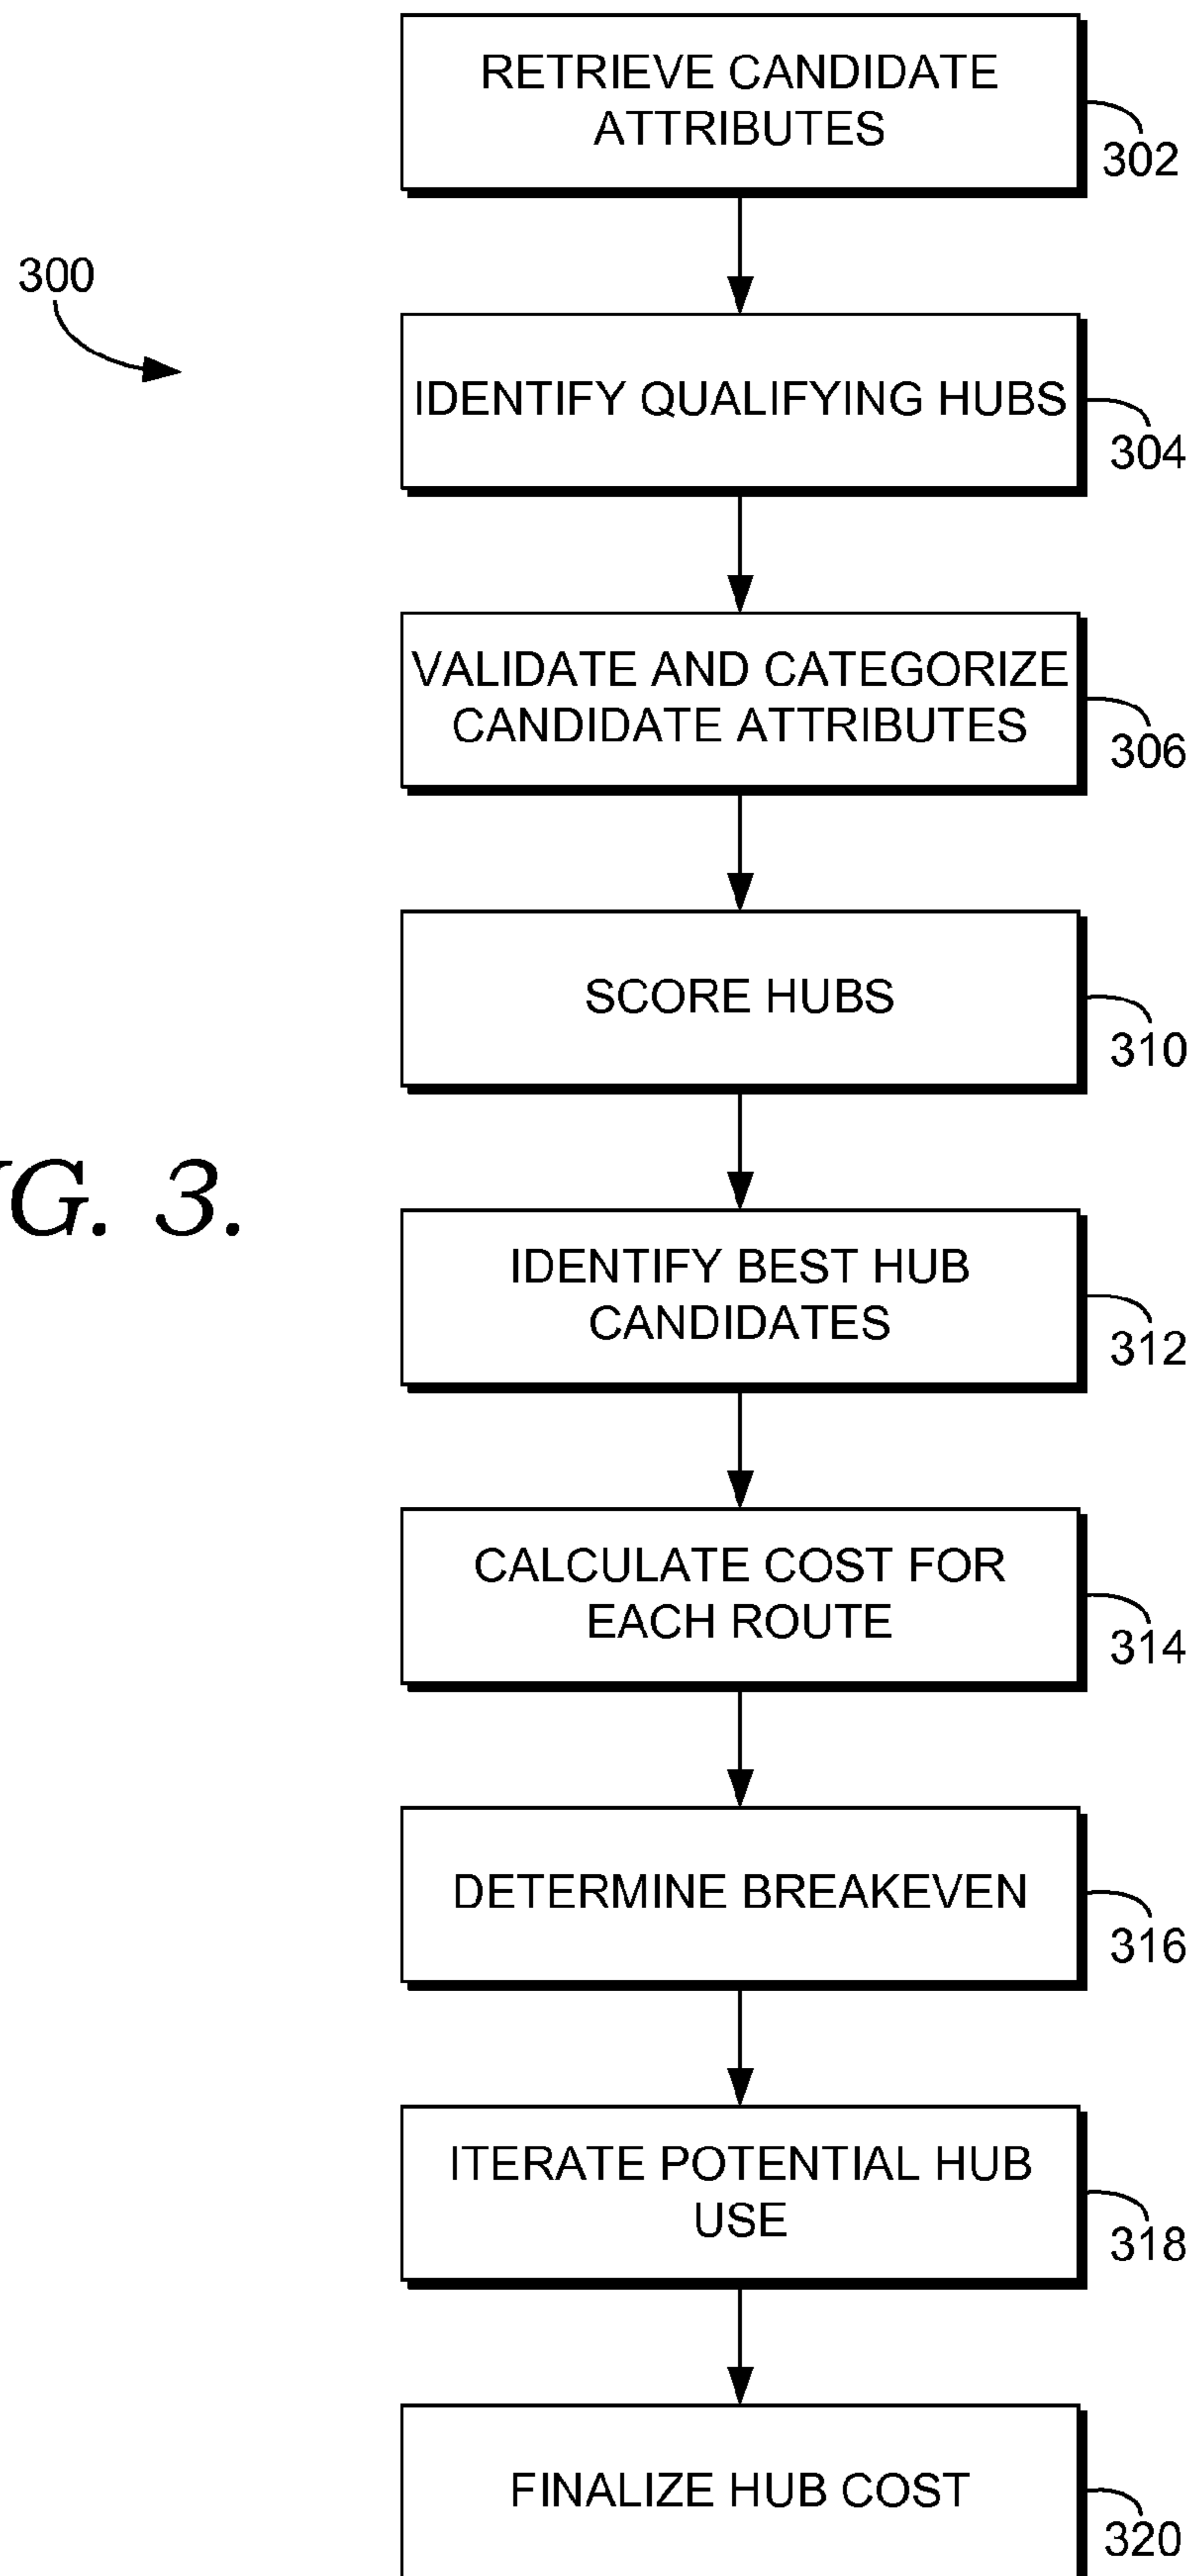 RETRIEVE CANDIDATE
ATTRIBUTES
302
300
IDENTIFY QUALIFYING HUBS
304
VALIDATE AND CATEGORIZE
CANDIDATE ATTRIBUTES
306
SCORE HUBS
310
G. 3.
IDENTIFY BEST HUB
CANDIDATES
312
CALCULATE COST FOR
EACH ROUTE
314
DETERMINE BREAKEVEN
316
ITERATE POTENTIAL HUB
USE
318
FINALIZE HUB COST
320